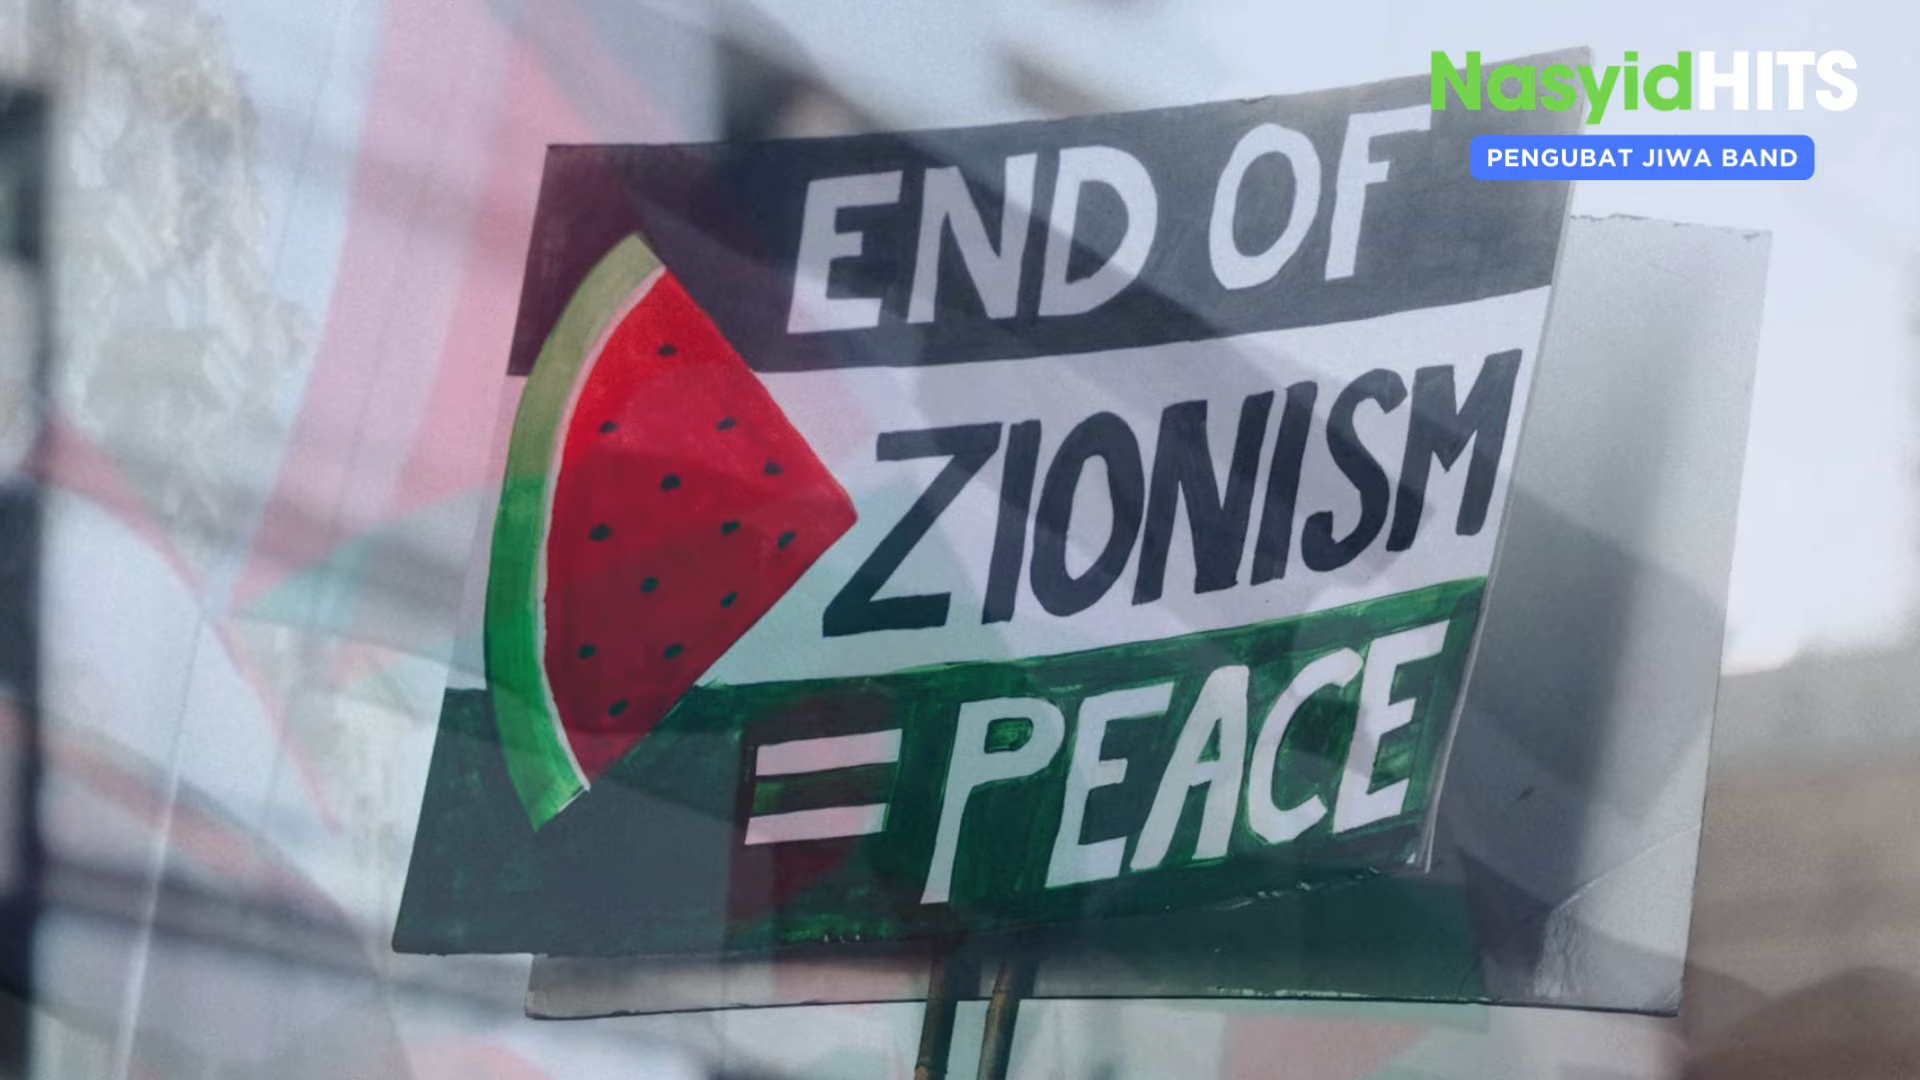 NasyidHITS
PENGUBAT JIWA BAND
END OF
ZIONISM
= PEACE